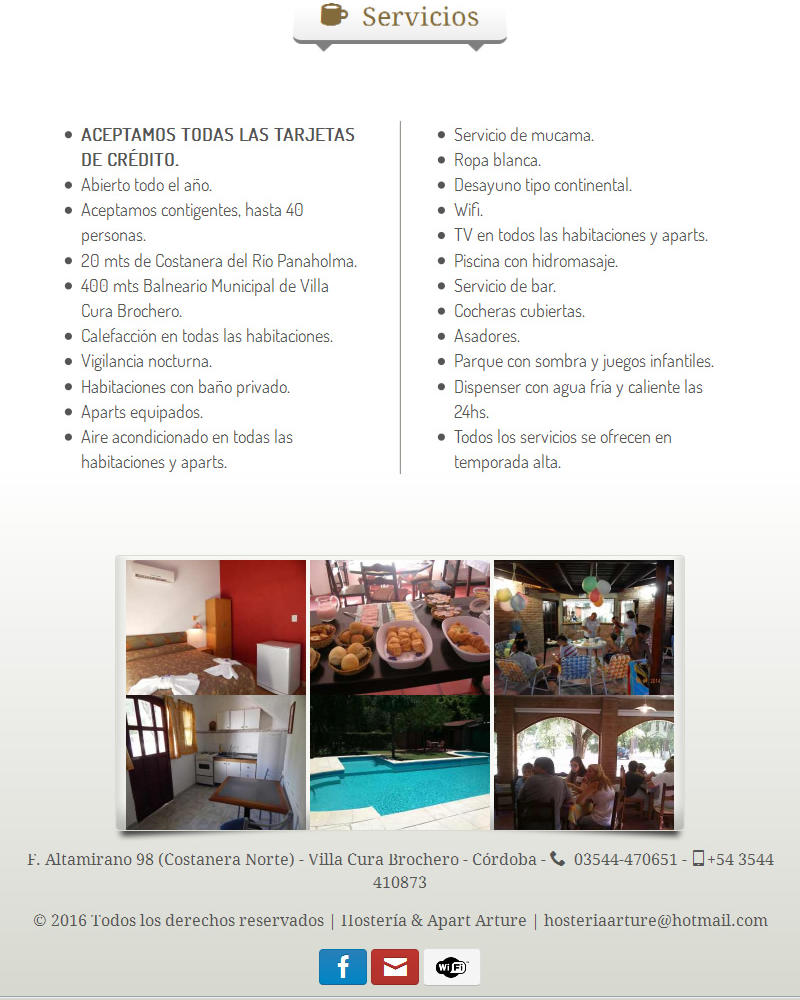 Servicios
ACEPTAMOS TODAS LAS TARJETAS
DE CRÉDITO.
Abierto todo el año.
Aceptamos contigentes, hasta 40
personas.
20 mts de Costanera del Rio Panaholma.
400 mts Balneario Municipal de Villa
Cura Brochero.
Calefacción en todas las habitaciones.
Vigilancia nocturna.
Habitaciones con baño privado.
Aparts equipados.
Aire acondicionado en todas las
habitaciones y aparts.
Servicio de mucama.
Ropa blanca.
Desayuno tipo continental.
Wifi.
TV en todos las habitaciones y aparts.
Piscina con hidromasaje.
Servicio de bar.
Cocheras cubiertas.
Asadores.
Parque con sombra y juegos infantiles.
Dispenser con agua fría y caliente las
24hs.
Todos los servicios se ofrecen en
temporada alta.
F. Altamirano 98 (Costanera Norte) - Villa Cura Brochero - Córdoba - 03544-470651 - +54 3544
410873
© 2016 Todos los derechos reservados | Hostería & Apart Arture | hosteriaarture@hotmail.com
f Wi Fi